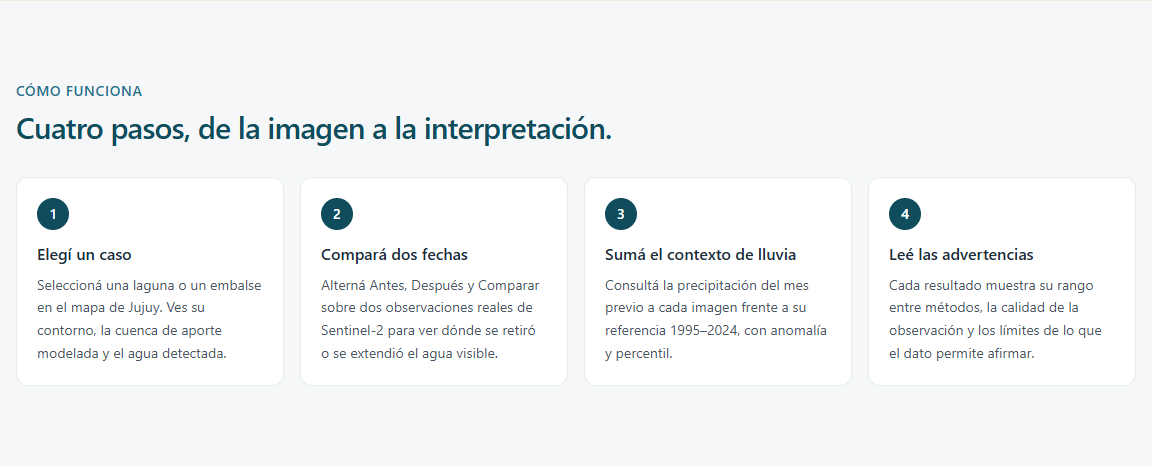 CÓMO FUNCIONA
Cuatro pasos, de la imagen a la interpretación.
1
Elegí un caso
Seleccioná una laguna o un embalse
en el mapa de Jujuy. Ves su
contorno, la cuenca de aporte
modelada y el agua detectada.
2
Compará dos fechas
Alterná Antes, Después y Comparar
sobre dos observaciones reales de
Sentinel-2 para ver dónde se retiró
o se extendió el agua visible.
3
Sumá el contexto de lluvia
Consultá la precipitación del mes
previo a cada imagen frente a su
referencia 1995–2024, con anomalía
y percentil.
4
Leé las advertencias
Cada resultado muestra su rango
entre métodos, la calidad de la
observación y los límites de lo que
el dato permite afirmar.